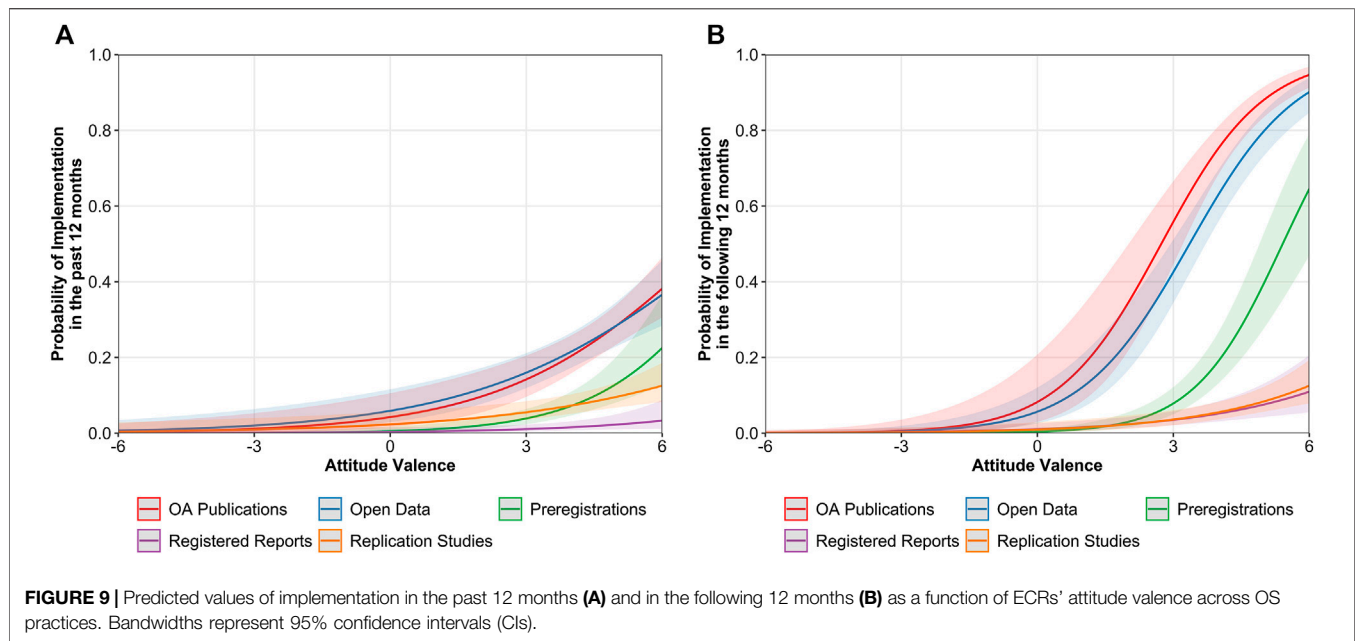 A
Probability of Implementation
in the past 12 months
1.0
0.8
0.6
0.4
0.2
0.0
-6 -3 0 3 6
Attitude Valence
OA Publications Open Data Preregistrations
Registered Reports Replication Studies
B
Probability of Implementation
in the following 12 months
1.0
0.8
0.6
0.4
0.2
0.0
-6 -3 0 3 6
Attitude Valence
OA Publications Open Data Preregistrations
Registered Reports Replication Studies
FIGURE 9 | Predicted values of implementation in the past 12 months (A) and in the following 12 months (B) as a function of ECRs’ attitude valence across OS
practices. Bandwidths represent 95% confidence intervals (CIs).